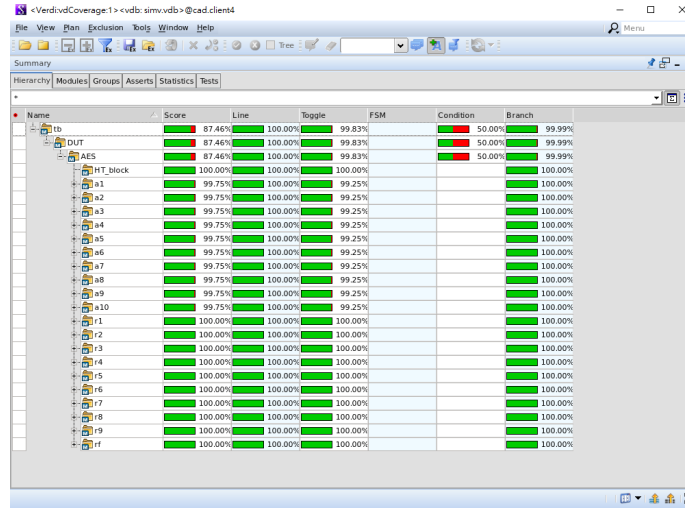 <Verdi:vdCoverage:1><vdb: simv.vdb>@cad.client4
File View Plan Exclusion Tools Window Help Menu
Tree
Summary
Hierarchy Modules Groups Asserts Statistics Tests
*
Name Score Line Toggle FSM Condition Branch
tb 87.46% 100.00% 99.83% 50.00% 99.99%
DUT 87.46% 100.00% 99.83% 50.00% 99.99%
AES 87.46% 100.00% 99.83% 50.00% 99.99%
HT_block 100.00% 100.00% 100.00% 100.00%
a1 99.75% 100.00% 99.25% 100.00%
a2 99.75% 100.00% 99.25% 100.00%
a3 99.75% 100.00% 99.25% 100.00%
a4 99.75% 100.00% 99.25% 100.00%
a5 99.75% 100.00% 99.25% 100.00%
a6 99.75% 100.00% 99.25% 100.00%
a7 99.75% 100.00% 99.25% 100.00%
a8 99.75% 100.00% 99.25% 100.00%
a9 99.75% 100.00% 99.25% 100.00%
a10 99.75% 100.00% 99.25% 100.00%
r1 100.00% 100.00% 100.00% 100.00%
r2 100.00% 100.00% 100.00% 100.00%
r3 100.00% 100.00% 100.00% 100.00%
r4 100.00% 100.00% 100.00% 100.00%
r5 100.00% 100.00% 100.00% 100.00%
r6 100.00% 100.00% 100.00% 100.00%
r7 100.00% 100.00% 100.00% 100.00%
r8 100.00% 100.00% 100.00% 100.00%
r9 100.00% 100.00% 100.00% 100.00%
rf 100.00% 100.00% 100.00% 100.00%